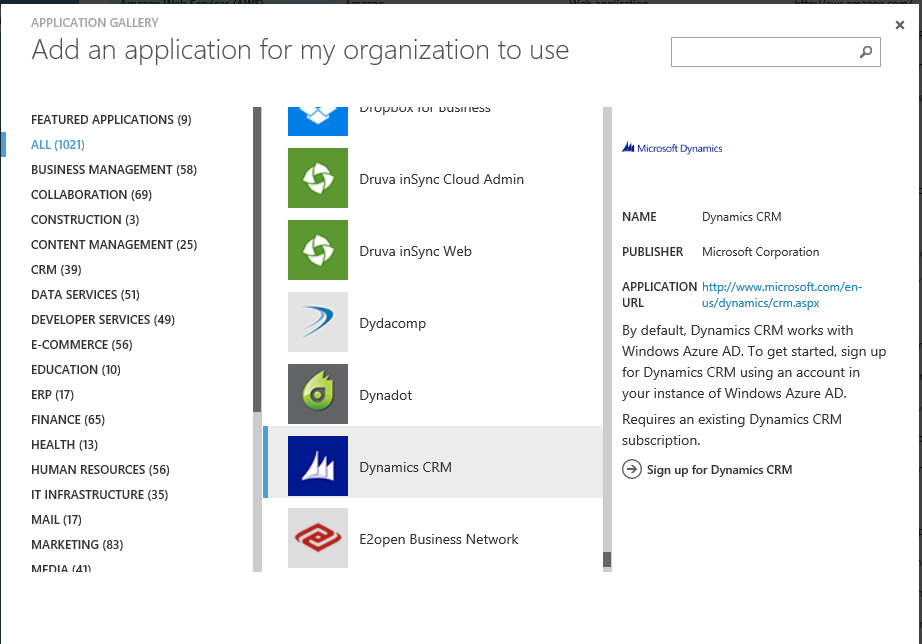 APPLICATION GALLERY
Add an application for my organization to use
FEATURED APPLICATIONS (9)
ALL (1021)
BUSINESS MANAGEMENT (58)
COLLABORATION (69)
CONSTRUCTION (3)
CONTENT MANAGEMENT (25)
CRM (39)
DATA SERVICES (51)
DEVELOPER SERVICES (49)
E-COMMERCE (56)
EDUCATION (10)
ERP (17)
FINANCE (65)
HEALTH (13)
HUMAN RESOURCES (56)
IT INFRASTRUCTURE (35)
MAIL (17)
MARKETING (83)
MEDIA (41)
Dropbox for Business
Druva inSync Cloud Admin
Druva inSync Web
Dydacomp
Dynadot
Dynamics CRM
E2open Business Network
Microsoft Dynamics
NAME Dynamics CRM
PUBLISHER Microsoft Corporation
APPLICATION http://www.microsoft.com/en-
URL us/dynamics/crm.aspx
By default, Dynamics CRM works with
Windows Azure AD. To get started, sign up
for Dynamics CRM using an account in
your instance of Windows Azure AD.
Requires an existing Dynamics CRM
subscription.
Sign up for Dynamics CRM